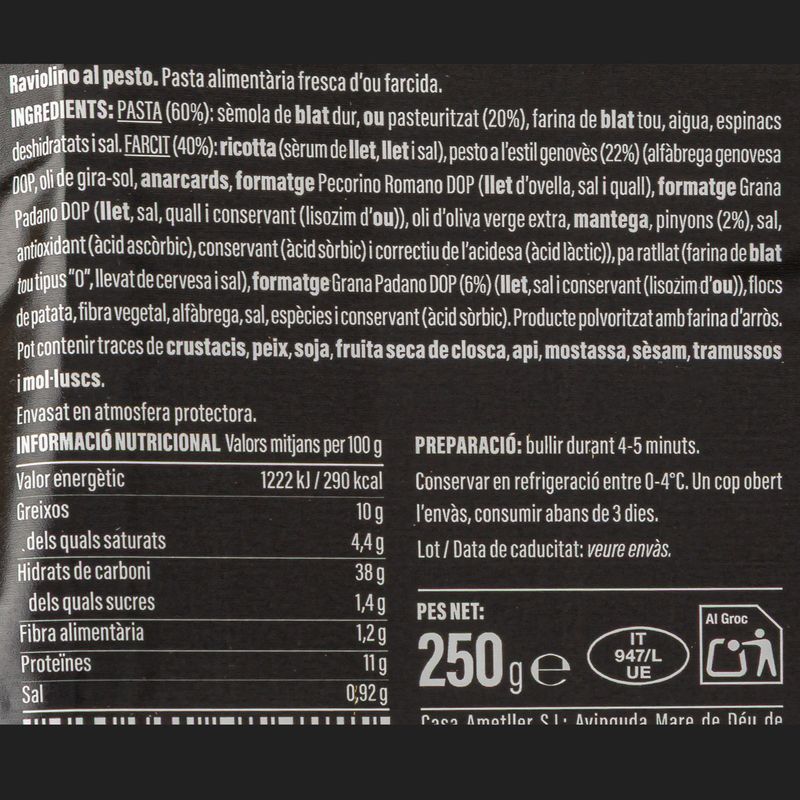 Raviolino al pesto. Pasta alimentària fresca d'ou farcida.
INGREDIENTS: PASTA (60%): sèmola de blat dur, ou pasteuritzat (20%), farina de blat tou, aigua, espinacs
deshidratats i sal. FARCIT (40%): ricotta (sèrum de llet, llet i sal), pesto a l'estil genovès (22%) (alfàbrega genovesa
DOP, oli de gira-sol, anarcards, formatge Pecorino Romano DOP (llet d'ovella, sal i quall), formatge Grana
Padano DOP (llet, sal, quall i conservant (lisozim d'ou)), oli d'oliva verge extra, mantega, pinyons (2%), sal,
antioxidant (àcid ascòrbic), conservant (àcid sòrbic) i correctiu de l'acidesa (àcid làctic)), pa ratllat (farina de blat
tou tipus "0", llevat de cervesa i sal), formatge Grana Padano DOP (6%) (llet, sal i conservant (lisozim d'ou)), flocs
de patata, fibra vegetal, alfàbrega, sal, espècies i conservant (àcid sòrbic). Producte polvoritzat amb farina d'arròs.
Pot contenir traces de crustacis, peix, soja, fruita seca de closca, api, mostassa, sèsam, tramussos
i mol·luscs.
Envasat en atmosfera protectora.
INFORMACIÓ NUTRICIONAL Valors mitjans per 100 g
Valor energètic 1222 kJ / 290 kcal
Greixos 10 g
dels quals saturats 4,4 g
Hidrats de carboni 38 g
dels quals sucres 1,4 g
Fibra alimentària 1,2 g
Proteïnes 11 g
Sal 0,92 g
PREPARACIÓ: bullir durant 4-5 minuts.
Conservar en refrigeració entre 0-4°C. Un cop obert
l'envàs, consumir abans de 3 dies.
Lot / Data de caducitat: veure envàs.
PES NET:
250 g e
IT
947/L
UE
Al Groc
Casa Ametller S.L: Avinguda Mare de Déu de